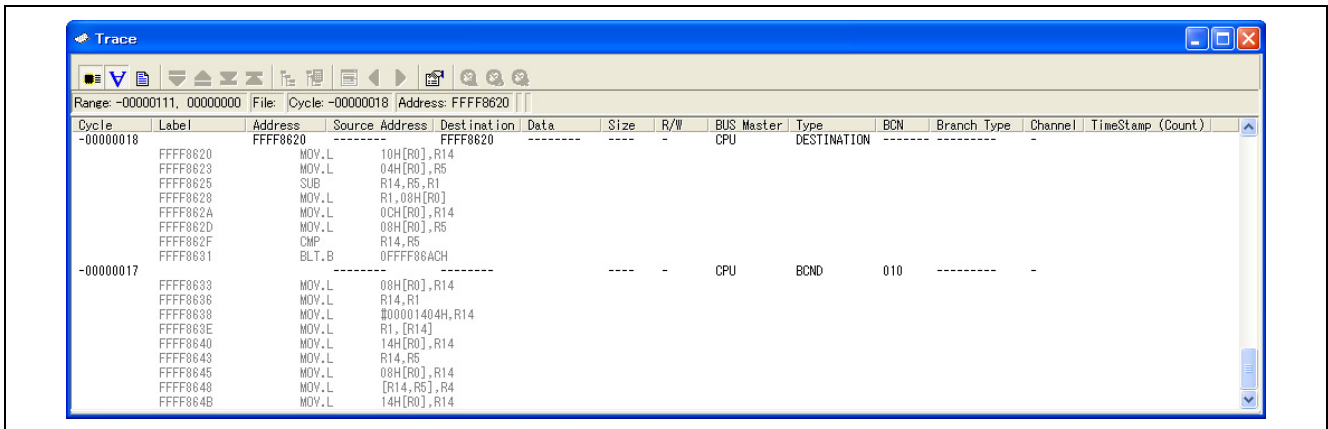 Trace
Range: -00000111, 00000000 File: Cycle: -00000018 Address: FFFF8620
Cycle Label Address Source Address Destination Data Size R/W BUS Master Type BCN Branch Type Channel TimeStamp (Count)
-00000018 FFFF8620 -------- FFFF8620 -------- ---- - CPU DESTINATION ------- --------- -
FFFF8620 MOV.L 10H[R0],R14
FFFF8623 MOV.L 04H[R0],R5
FFFF8625 SUB R14,R5,R1
FFFF8628 MOV.L R1,08H[R0]
FFFF862A MOV.L 0CH[R0],R14
FFFF862D MOV.L 08H[R0],R5
FFFF862F CMP R14,R5
FFFF8631 BLT.B 0FFFF86ACH
-00000017 -------- -------- ---- - CPU BCND 010 --------- -
FFFF8633 MOV.L 08H[R0],R14
FFFF8636 MOV.L R14,R1
FFFF8638 MOV.L #00001404H,R14
FFFF863E MOV.L R1,[R14]
FFFF8640 MOV.L 14H[R0],R14
FFFF8643 MOV.L R14,R5
FFFF8645 MOV.L 08H[R0],R14
FFFF8648 MOV.L [R14,R5],R4
FFFF864B MOV.L 14H[R0],R14